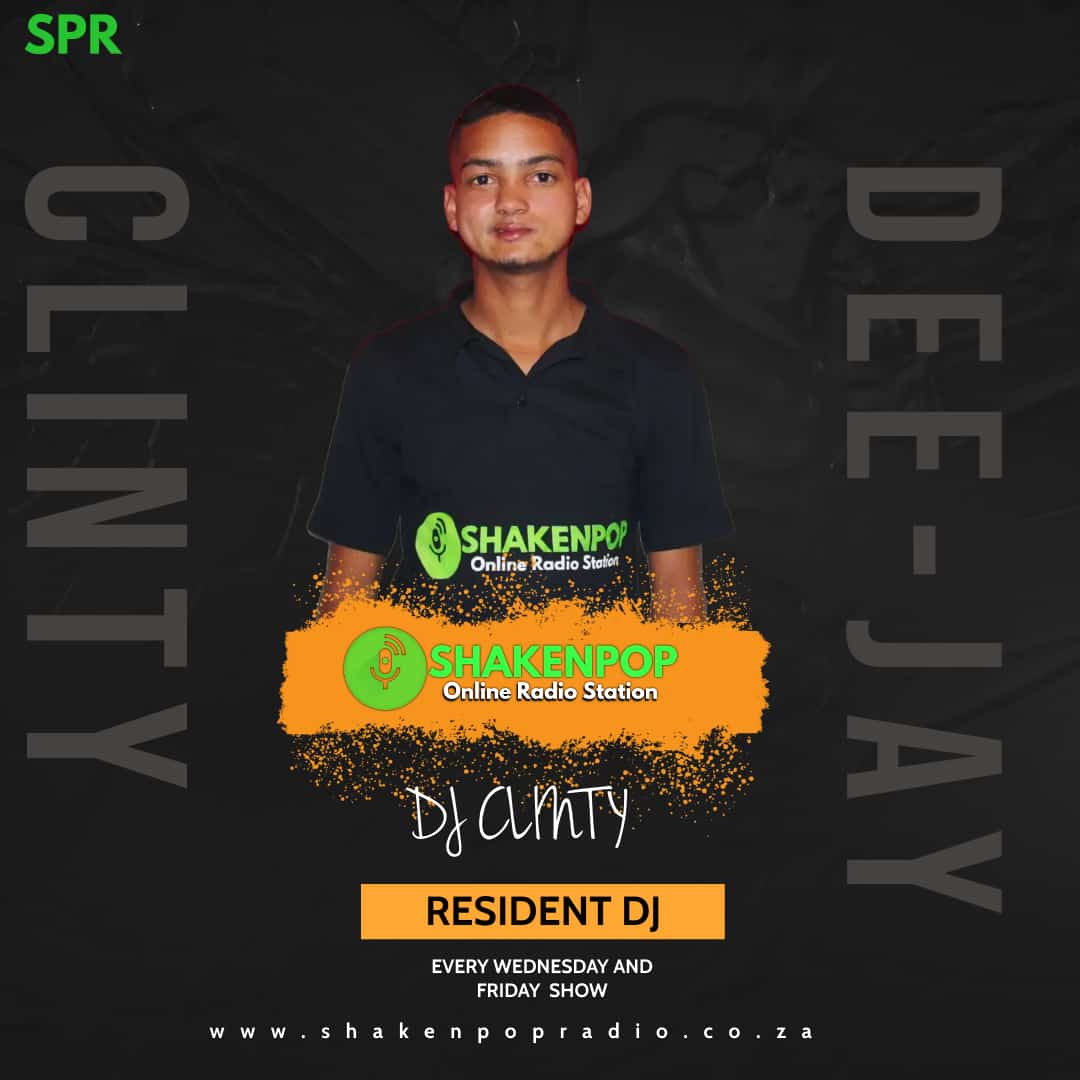 SPR
CLINTY
DEE-JAY
SHAKENPOP
Online Radio Station
SHAKENPOP
Online Radio Station
DJ CLINTY
RESIDENT DJ
EVERY WEDNESDAY AND
FRIDAY SHOW
www.shakenpopradio.co.za